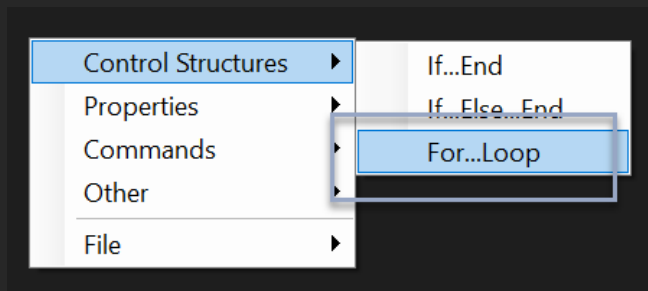 Control Structures
Properties
Commands
Other
File
If...End
If...Else...End
For...Loop